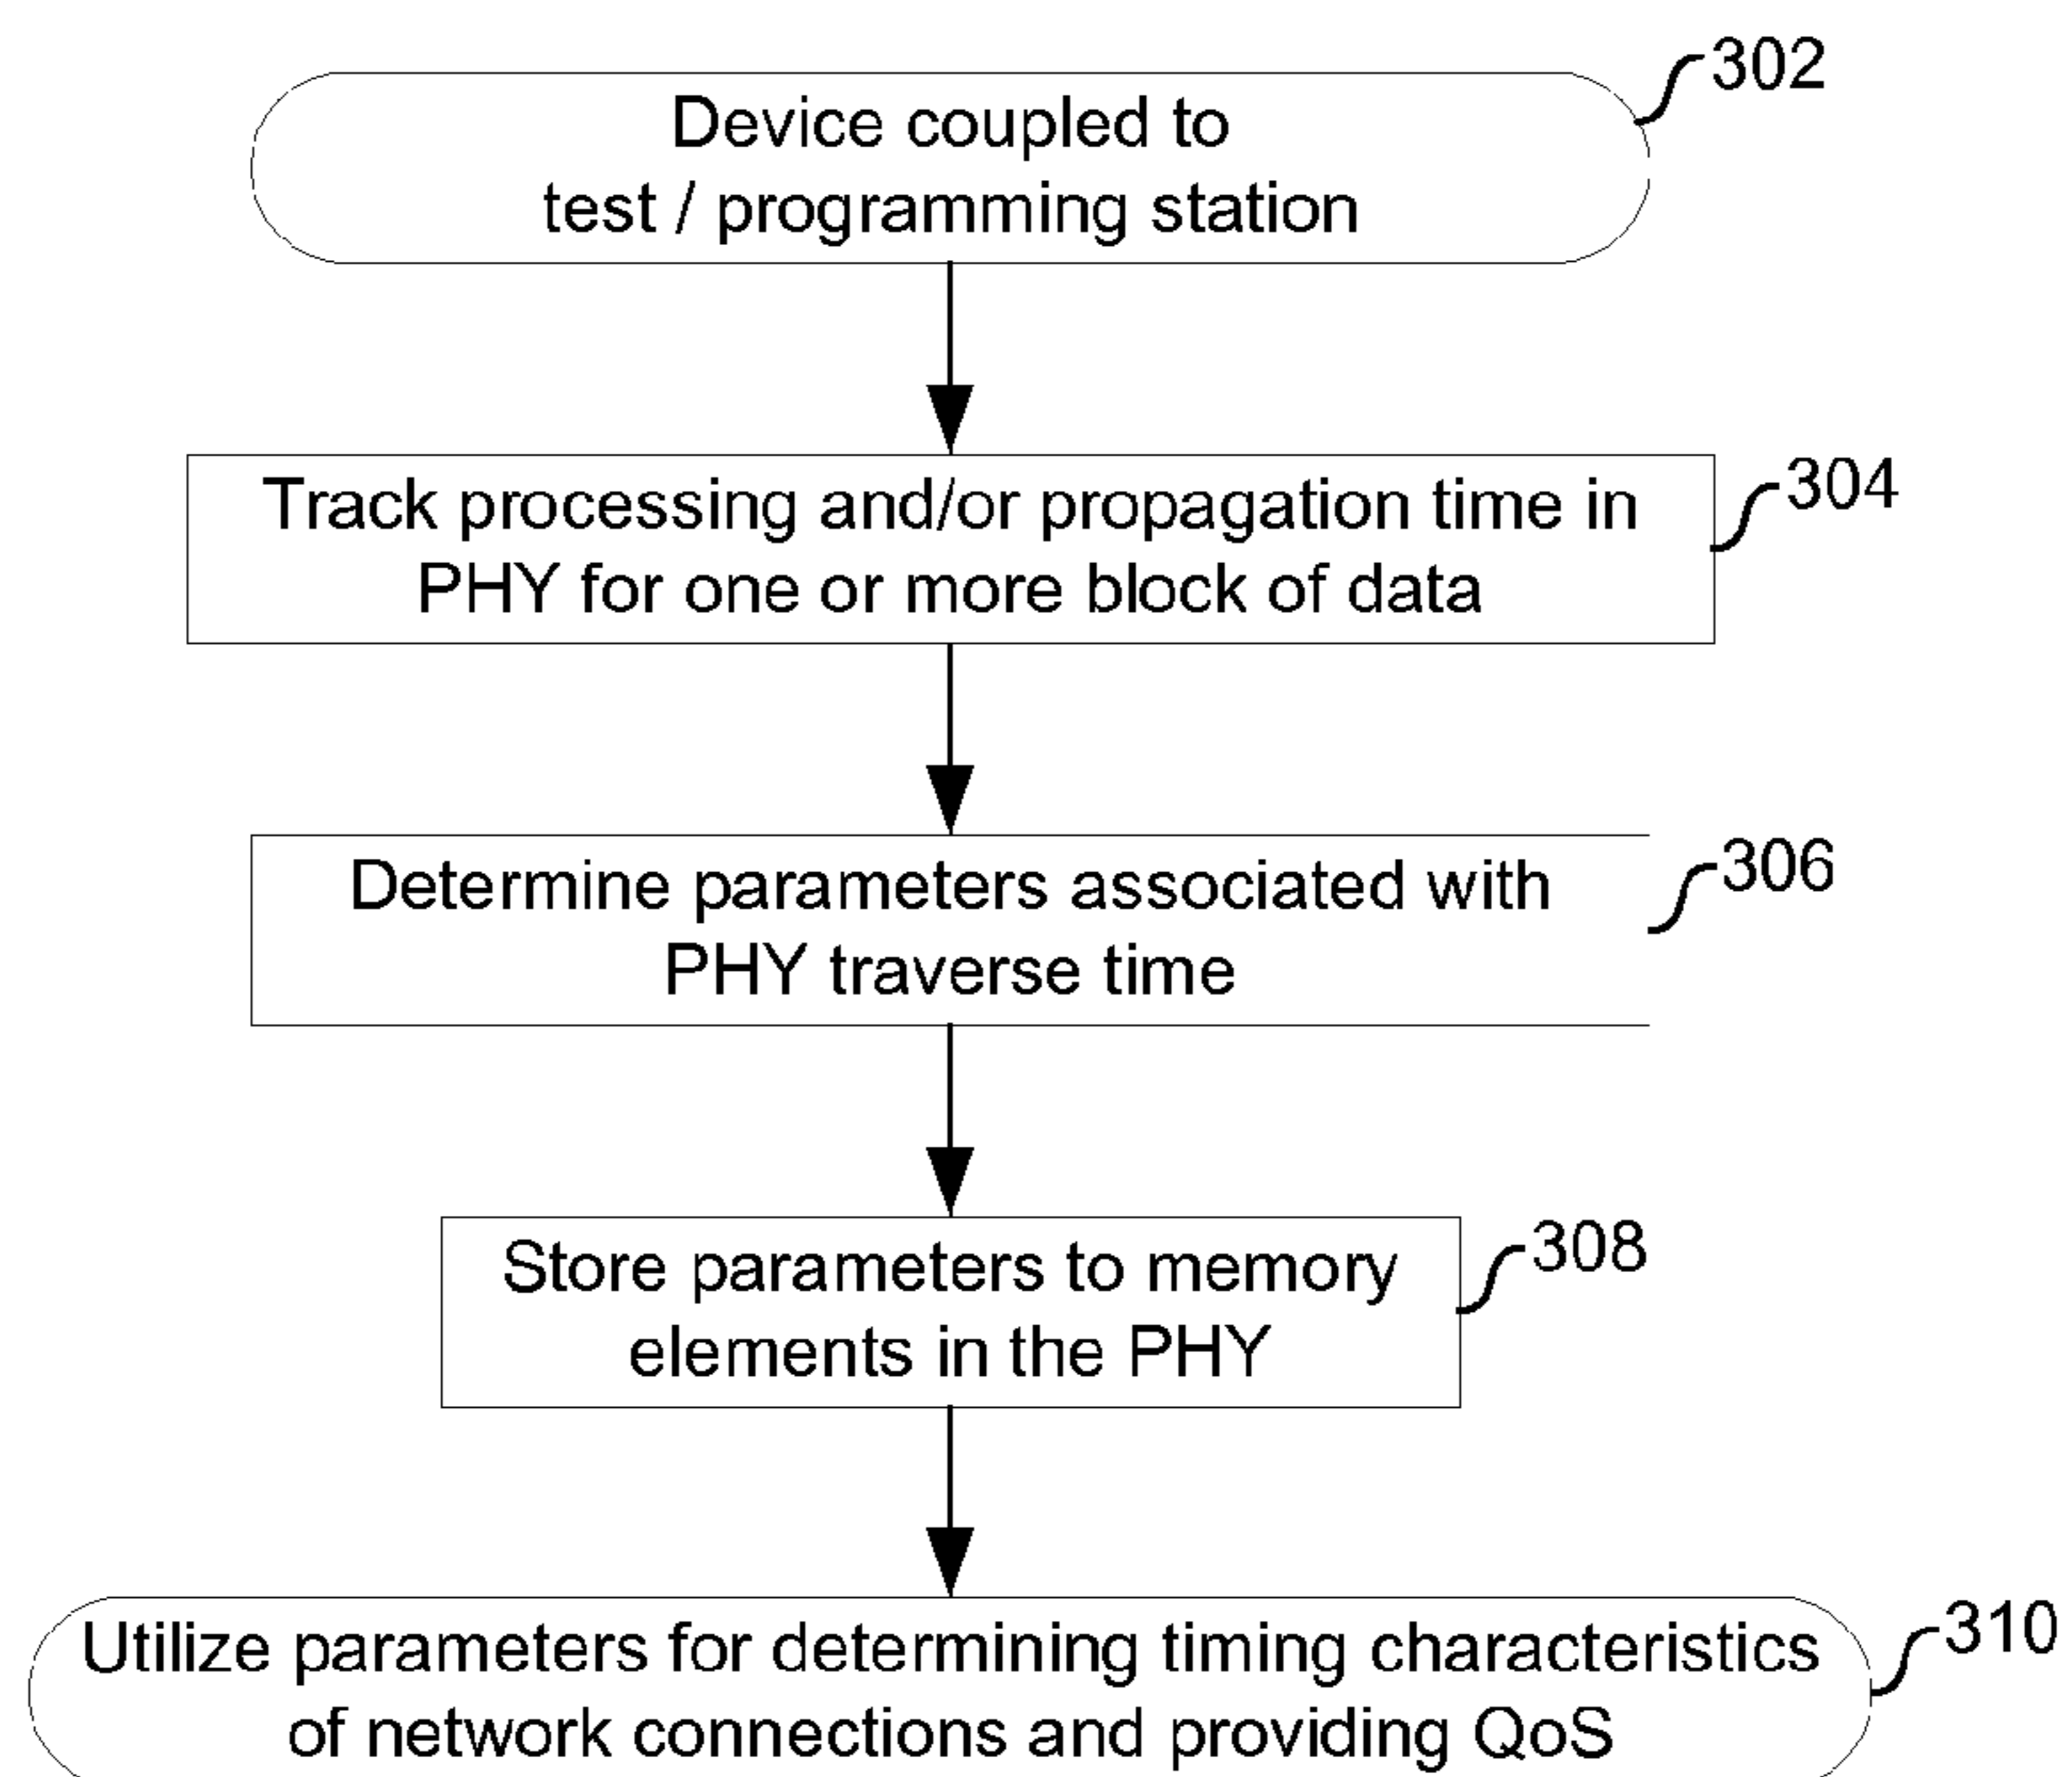 302
Device coupled to
test / programming station
304
Track processing and/or propagation time in
PHY for one or more block of data
306
Determine parameters associated with
PHY traverse time
308
Store parameters to memory
elements in the PHY
310
Utilize parameters for determining timing characteristics
of network connections and providing QoS